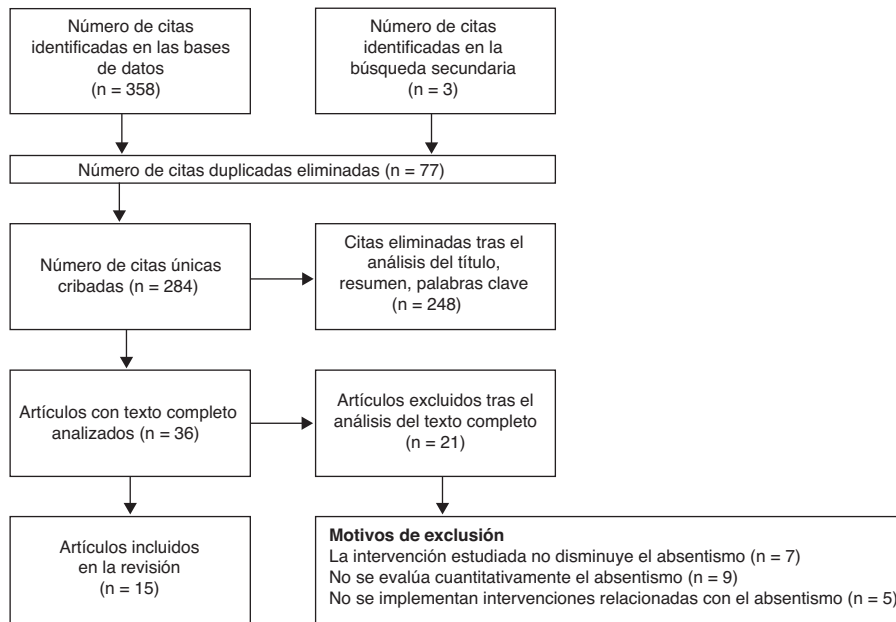 Número de citas
identificadas en las bases
de datos
(n = 358)
Número de citas
identificadas en la
búsqueda secundaria
(n = 3)
Número de citas duplicadas eliminadas (n = 77)
Número de citas únicas
cribadas (n = 284)
Citas eliminadas tras el
análisis del título,
resumen, palabras clave
(n = 248)
Artículos con texto completo
analizados (n = 36)
Artículos excluidos tras el
análisis del texto completo
(n = 21)
Artículos incluidos
en la revisión
(n = 15)
Motivos de exclusión
La intervención estudiada no disminuye el absentismo (n = 7)
No se evalúa cuantitativamente el absentismo (n = 9)
No se implementan intervenciones relacionadas con el absentismo (n = 5)